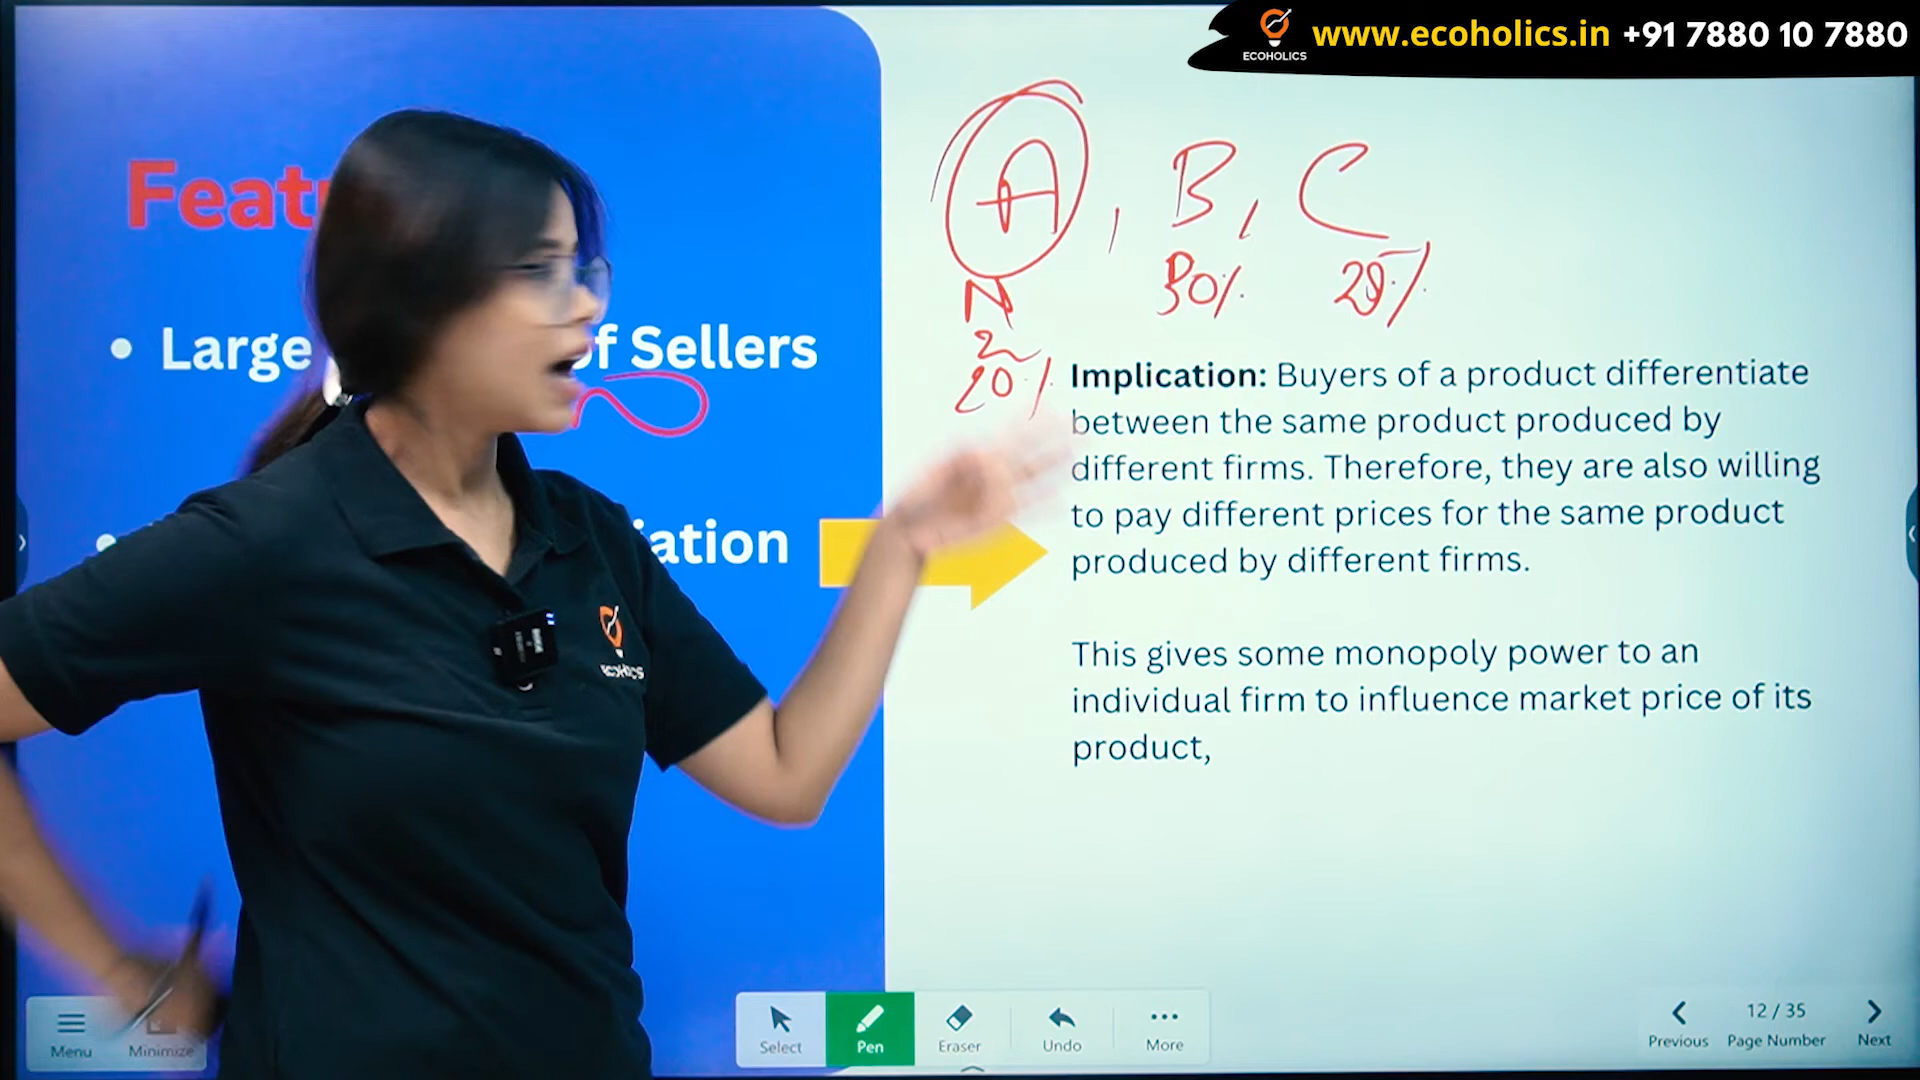 ECOHOLICS
www.ecoholics.in +91 7880 10 7880
Feat
A, B, C
30%
20%
• Large
f Sellers
ation
Implication: Buyers of a product differentiate
between the same product produced by
different firms. Therefore, they are also willing
to pay different prices for the same product
produced by different firms.
This gives some monopoly power to an
individual firm to influence market price of its
product,
ECOHOLICS
Menu
Minimize
Select
Pen
Eraser
Undo
More
Previous
12 / 35
Page Number
Next